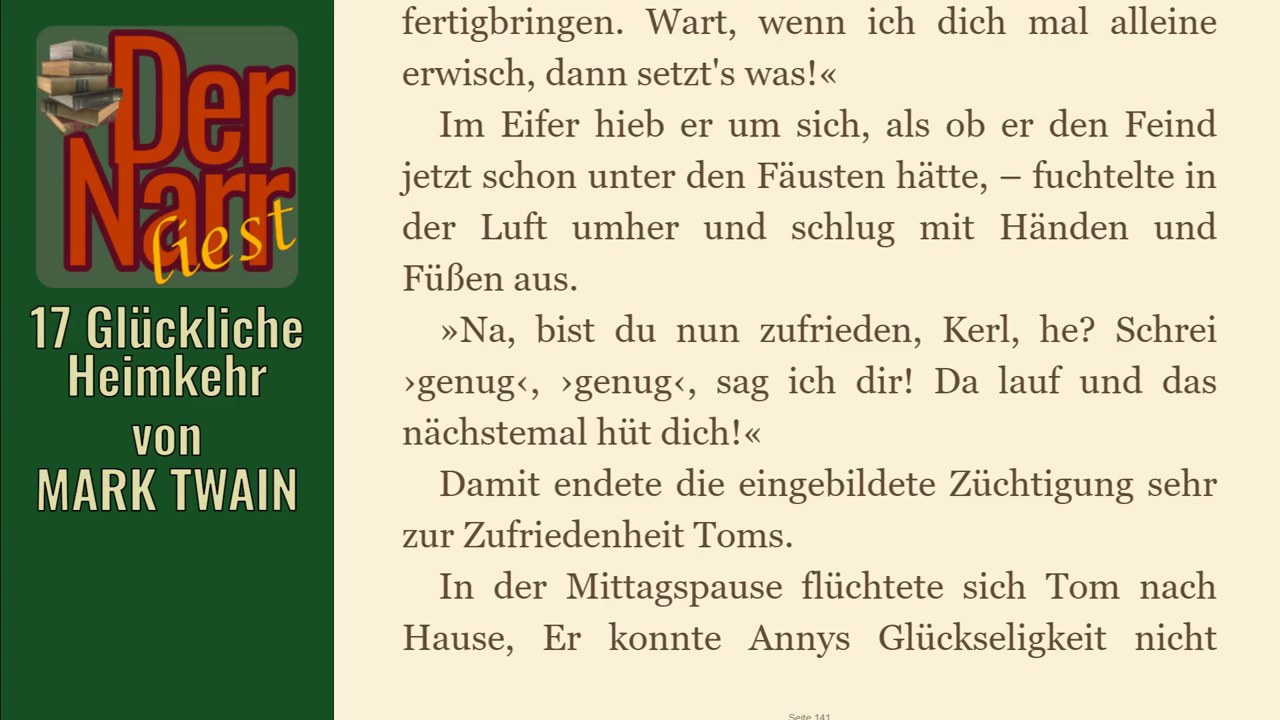 Der
Narr
liest
17 Glückliche
Heimkehr
von
MARK TWAIN
fertigbringen. Wart, wenn ich dich mal alleine
erwisch, dann setzt's was!«
Im Eifer hieb er um sich, als ob er den Feind
jetzt schon unter den Fäusten hätte, – fuchtelte in
der Luft umher und schlug mit Händen und
Füßen aus.
»Na, bist du nun zufrieden, Kerl, he? Schrei
›genug‹, ›genug‹, sag ich dir! Da lauf und das
nächstemal hüt dich!«
Damit endete die eingebildete Züchtigung sehr
zur Zufriedenheit Toms.
In der Mittagspause flüchtete sich Tom nach
Hause, Er konnte Annys Glückseligkeit nicht
Seite 141